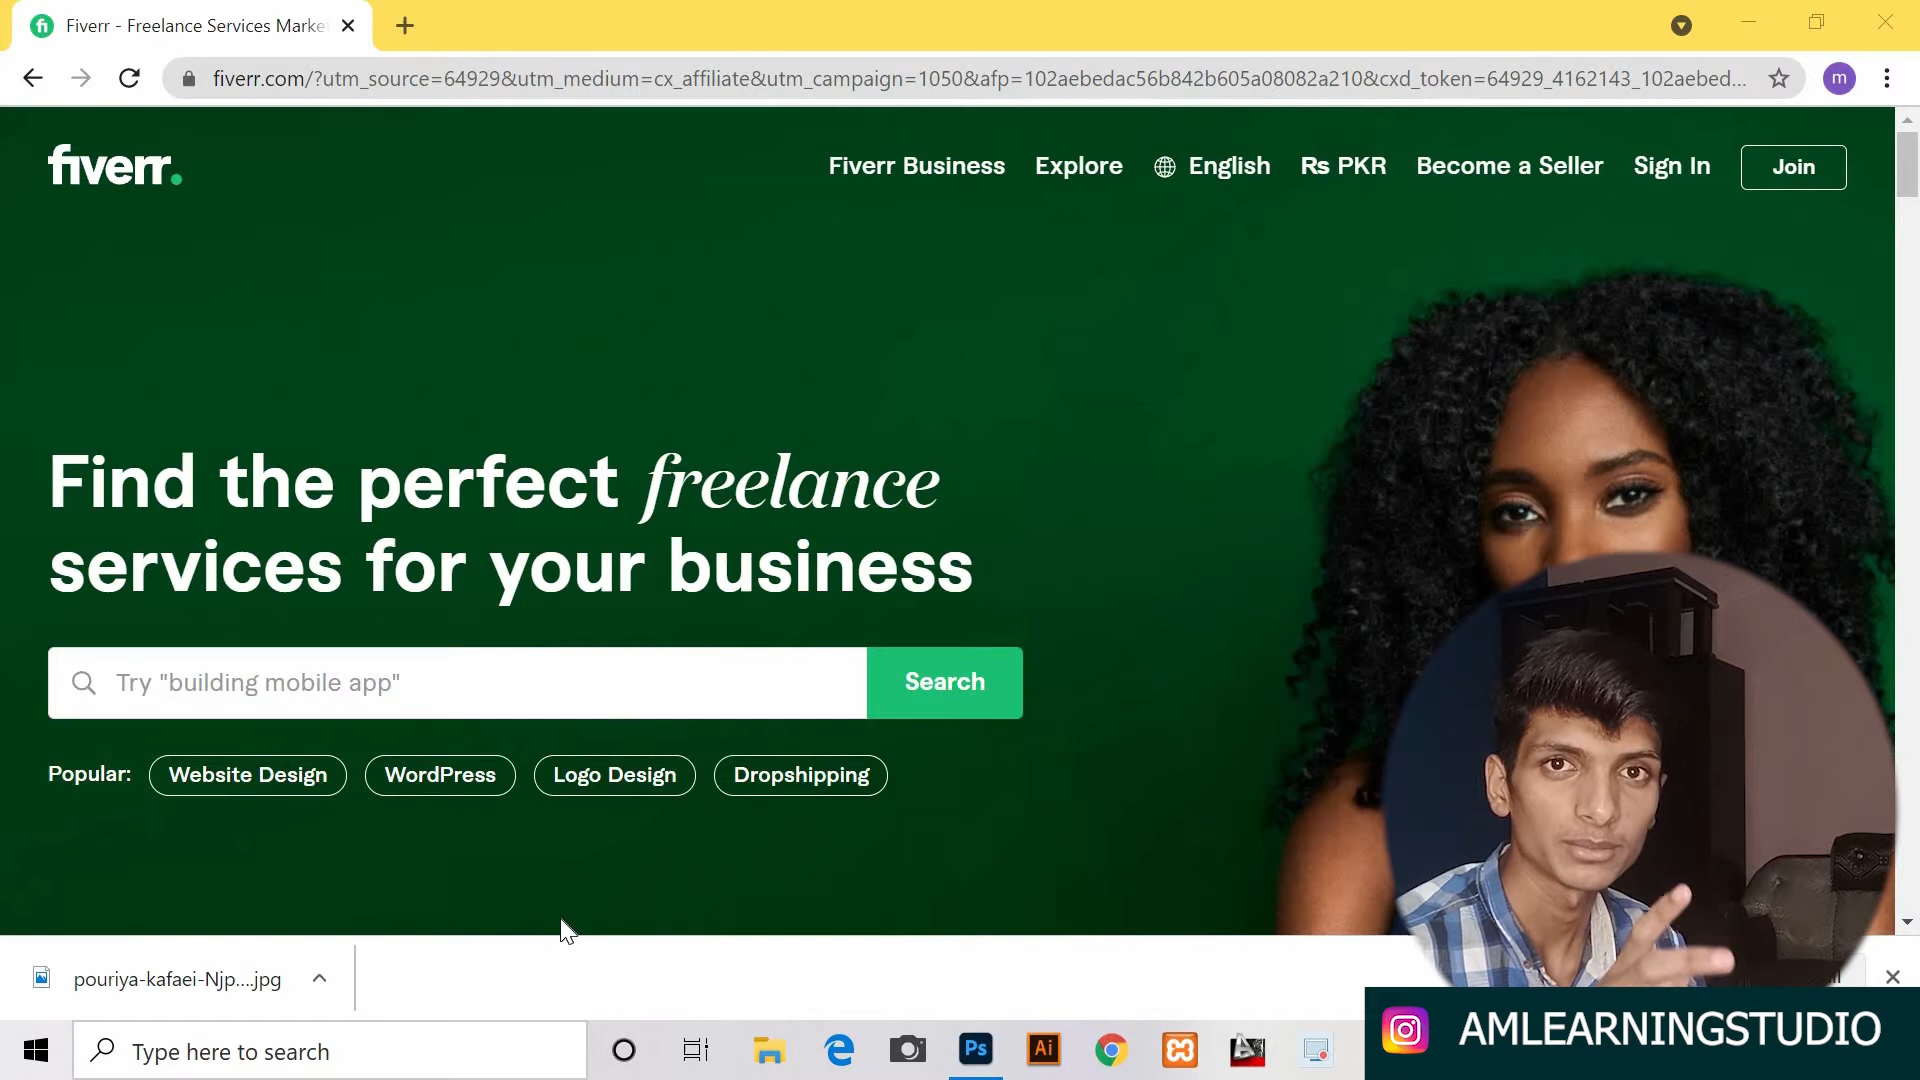 Fiverr - Freelance Services Marke
fiverr.com/?utm_source=64929&utm_medium=cx_affiliate&utm_campaign=1050&afp=102aebedac56b842b605a08082a210&cxd_token=64929_4162143_102aebed...
m
fiverr.
Fiverr Business
Explore
English
Rs PKR
Become a Seller
Sign In
Join
Find the perfect freelance
services for your business
Try "building mobile app"
Search
Popular:
Website Design
WordPress
Logo Design
Dropshipping
pouriya-kafaei-Njp....jpg
Type here to search
Ps
Ai
AMLEARNINGSTUDIO